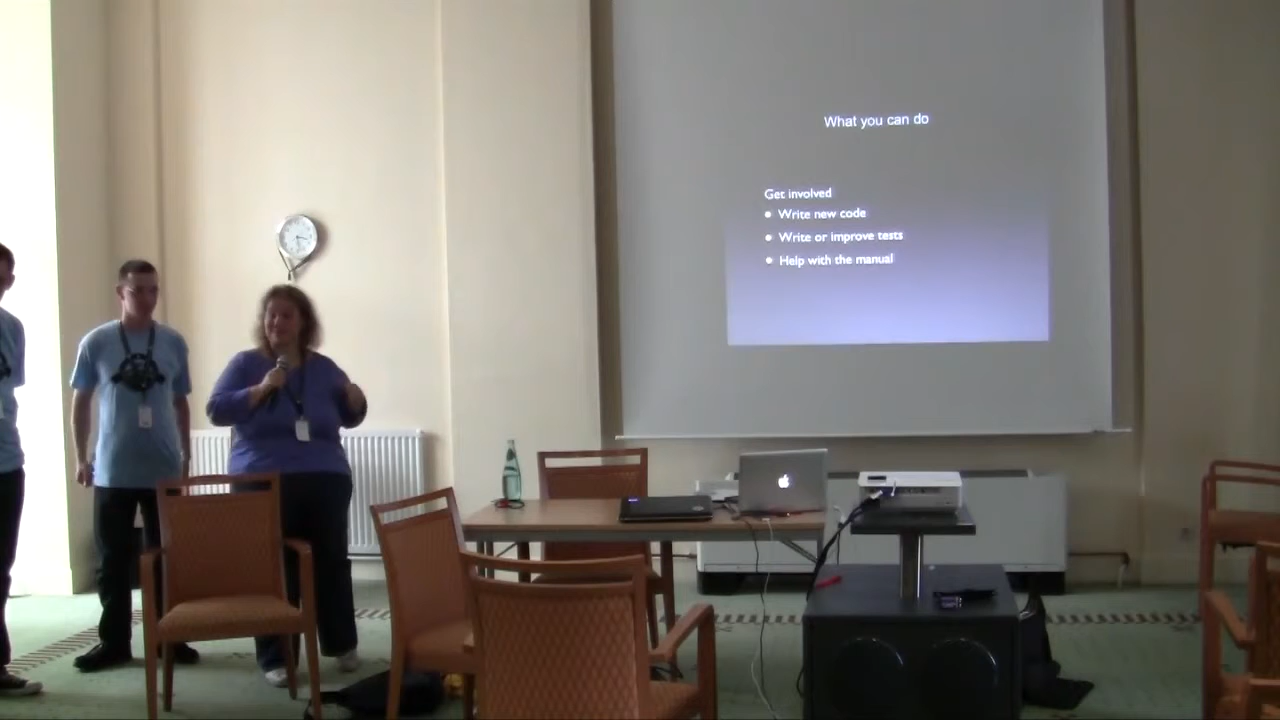 What you can do
Get involved
Write new code
Write or improve tests
Help with the manual